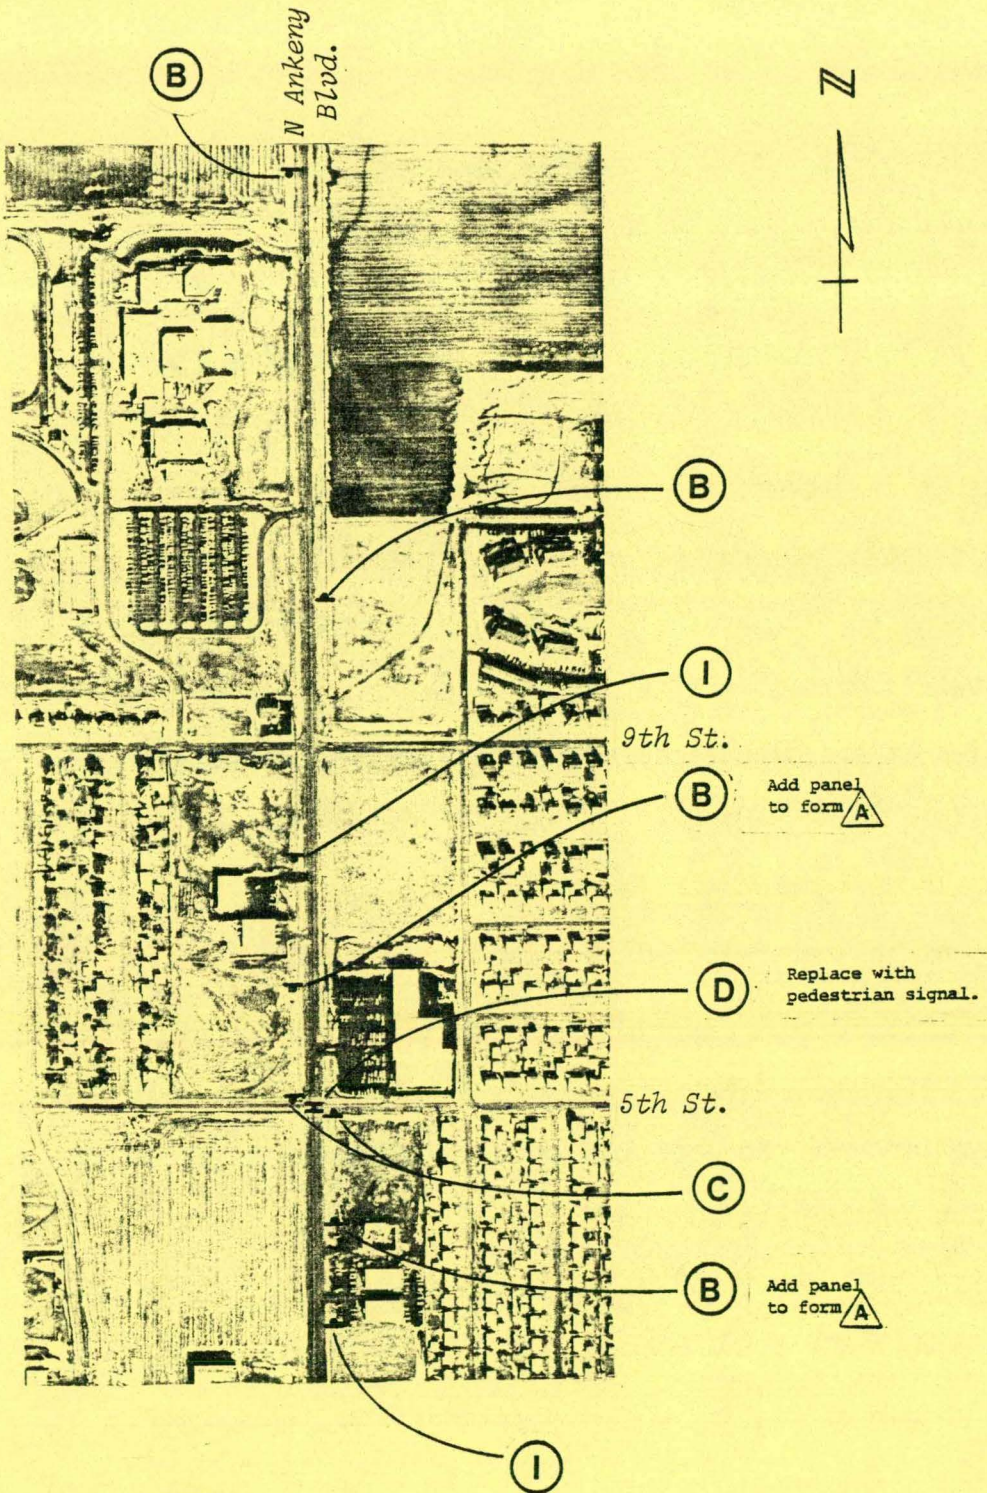 B
N Ankeny
Blvd.
N
B
I
9th St.
B
Add panel
to form A
D
Replace with
pedestrian signal.
5th St.
C
B
Add panel
to form A
I